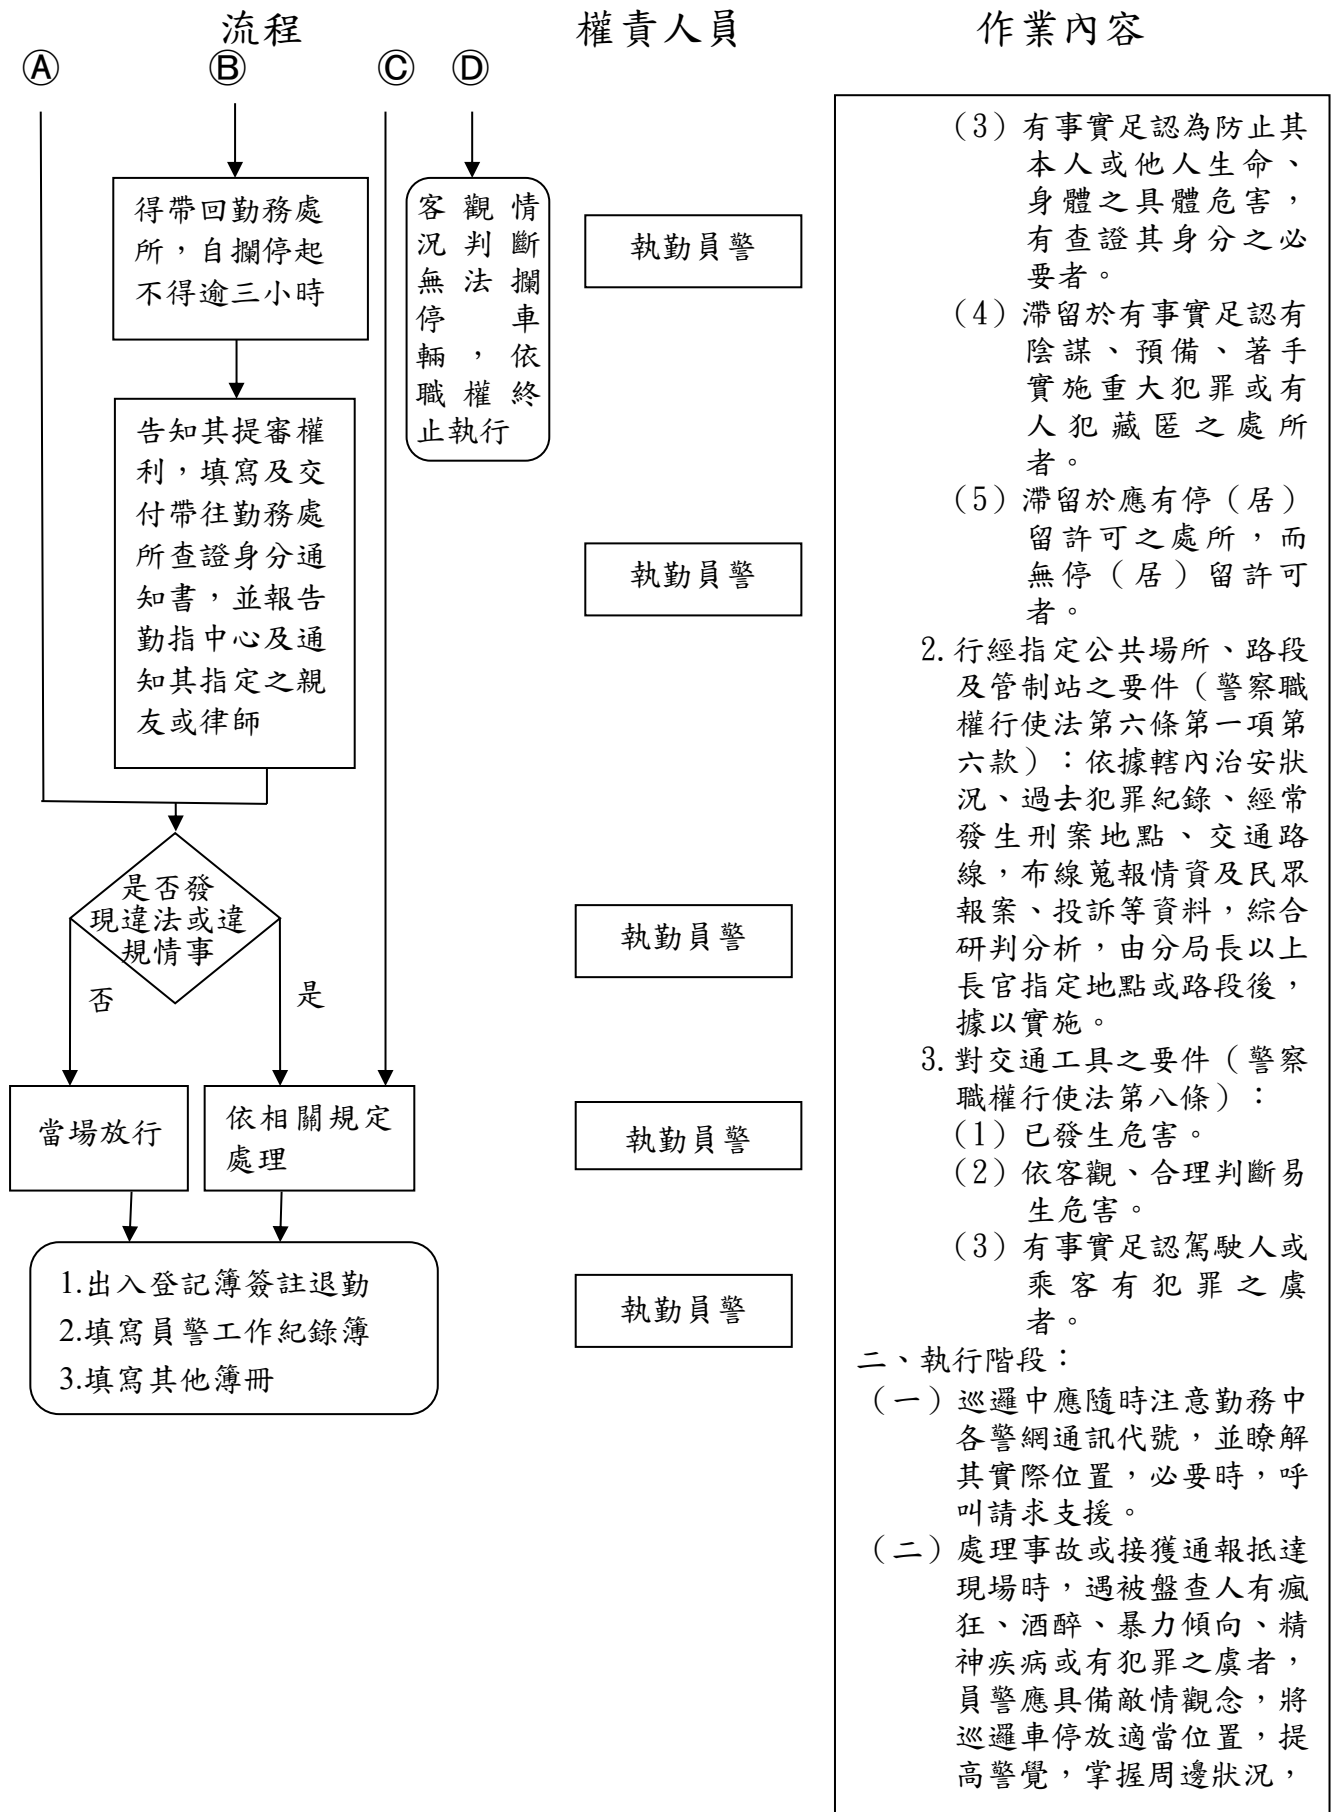 流程
權責人員
作業內容
Ⓐ
Ⓑ
Ⓒ
Ⓓ
得帶回勤務處
所，自攔停起
不得逾三小時
告知其提審權
利，填寫及交
付帶往勤務處
所查證身分通
知書，並報告
勤指中心及通
知其指定之親
友或律師
客觀情
況判斷
無法攔
停車
輛，依
職權終
止執行
是否發
現違法或違
規情事
否
是
當場放行
依相關規定
處理
1.出入登記簿簽註退勤
2.填寫員警工作紀錄簿
3.填寫其他簿冊
執勤員警
執勤員警
執勤員警
執勤員警
執勤員警
（3）有事實足認為防止其
本人或他人生命、
身體之具體危害，
有查證其身分之必
要者。
（4）滯留於有事實足認有
陰謀、預備、著手
實施重大犯罪或有
人犯藏匿之處所
者。
（5）滯留於應有停（居）
留許可之處所，而
無停（居）留許可
者。
2.行經指定公共場所、路段
及管制站之要件（警察職
權行使法第六條第一項第
六款）：依據轄內治安狀
況、過去犯罪紀錄、經常
發生刑案地點、交通路
線，布線蒐報情資及民眾
報案、投訴等資料，綜合
研判分析，由分局長以上
長官指定地點或路段後，
據以實施。
3.對交通工具之要件（警察
職權行使法第八條）：
（1）已發生危害。
（2）依客觀、合理判斷易
生危害。
（3）有事實足認駕駛人或
乘客有犯罪之虞
者。
二、執行階段：
（一）巡邏中應隨時注意勤務中
各警網通訊代號，並瞭解
其實際位置，必要時，呼
叫請求支援。
（二）處理事故或接獲通報抵達
現場時，遇被盤查人有瘋
狂、酒醉、暴力傾向、精
神疾病或有犯罪之虞者，
員警應具備敵情觀念，將
巡邏車停放適當位置，提
高警覺，掌握周邊狀況，